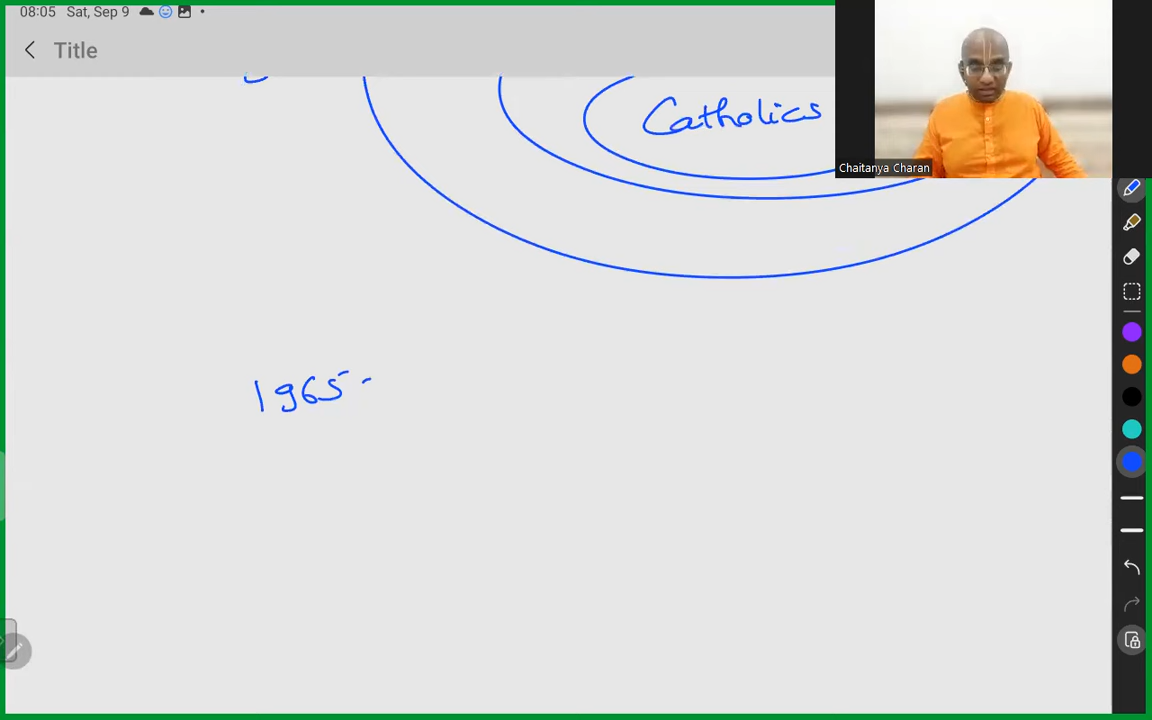 08:05 Sat, Sep 9
Title
Catholics
Chaitanya Charan
1965-